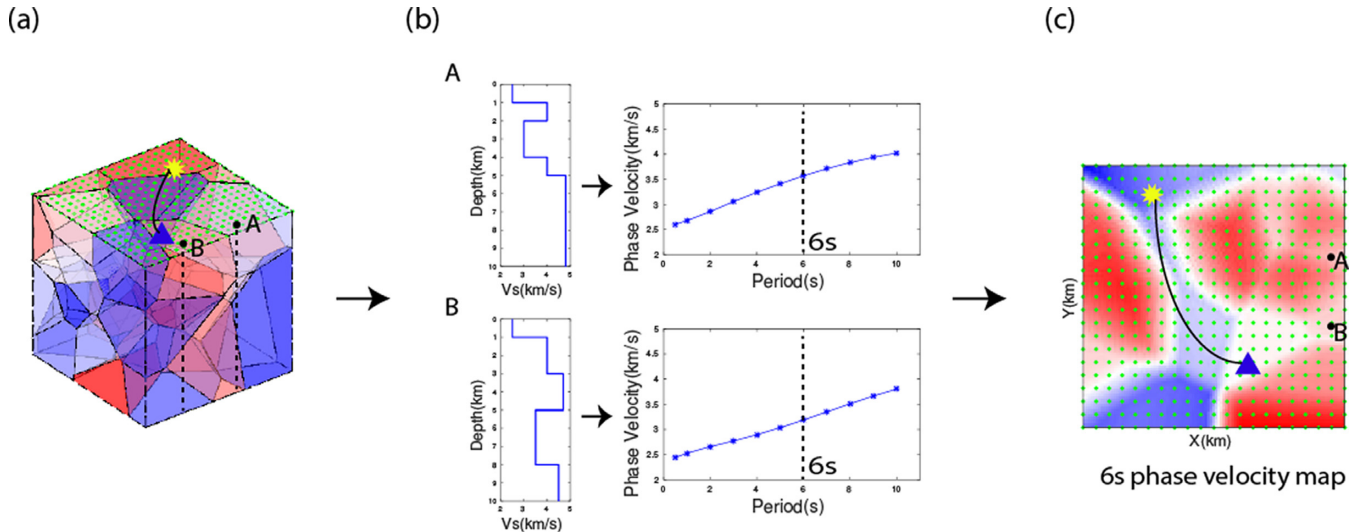 (a)
(b)
(c)
A
B
A
Depth(km)
0
1
2
3
4
5
6
7
8
9
10
2 3 4 5
Vs(km/s)
Phase Velocity(km/s)
5
4.5
4
3.5
3
2.5
2
0 2 4 6 8 10
Period(s)
6s
B
Depth(km)
0
1
2
3
4
5
6
7
8
9
10
2 3 4 5
Vs(km/s)
Phase Velocity(km/s)
5
4.5
4
3.5
3
2.5
2
0 2 4 6 8 10
Period(s)
6s
Y(km)
A
B
X(km)
6s phase velocity map